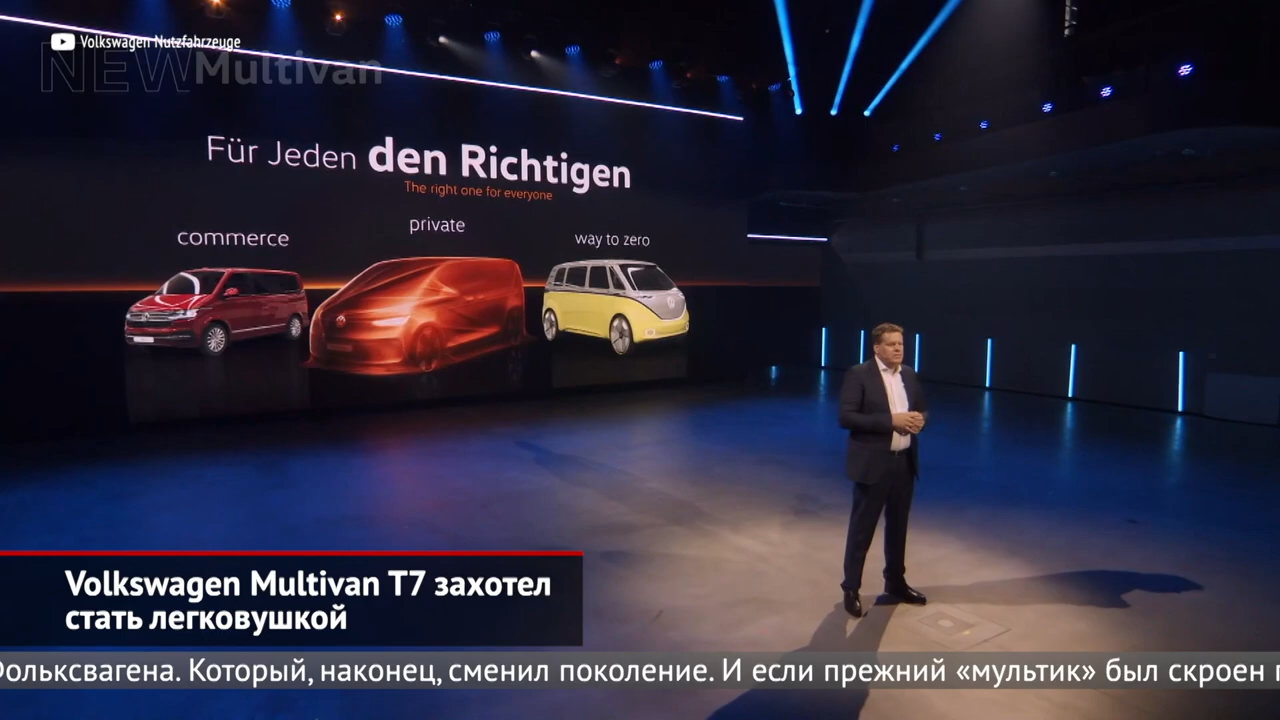 Volkswagen Nutzfahrzeuge
NEW Multivan
Für Jeden den Richtigen
The right one for everyone
commerce
private
way to zero
Volkswagen Multivan T7 захотел
стать легковушкой
Фольксвагена. Который, наконец, сменил поколение. И если прежний «мультик» был скроен